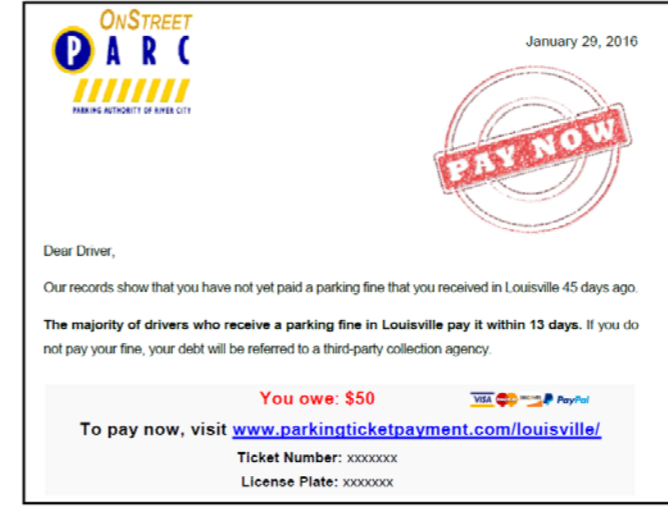 ONSTREET
PARC
PARKING AUTHORITY OF RIVER CITY
January 29, 2016
PAY NOW
Dear Driver,
Our records show that you have not yet paid a parking fine that you received in Louisville 45 days ago.
The majority of drivers who receive a parking fine in Louisville pay it within 13 days. If you do
not pay your fine, your debt will be referred to a third-party collection agency.
You owe: $50
VISA PayPal
To pay now, visit www.parkingticketpayment.com/louisville/
Ticket Number: xxxxxxx
License Plate: xxxxxxx